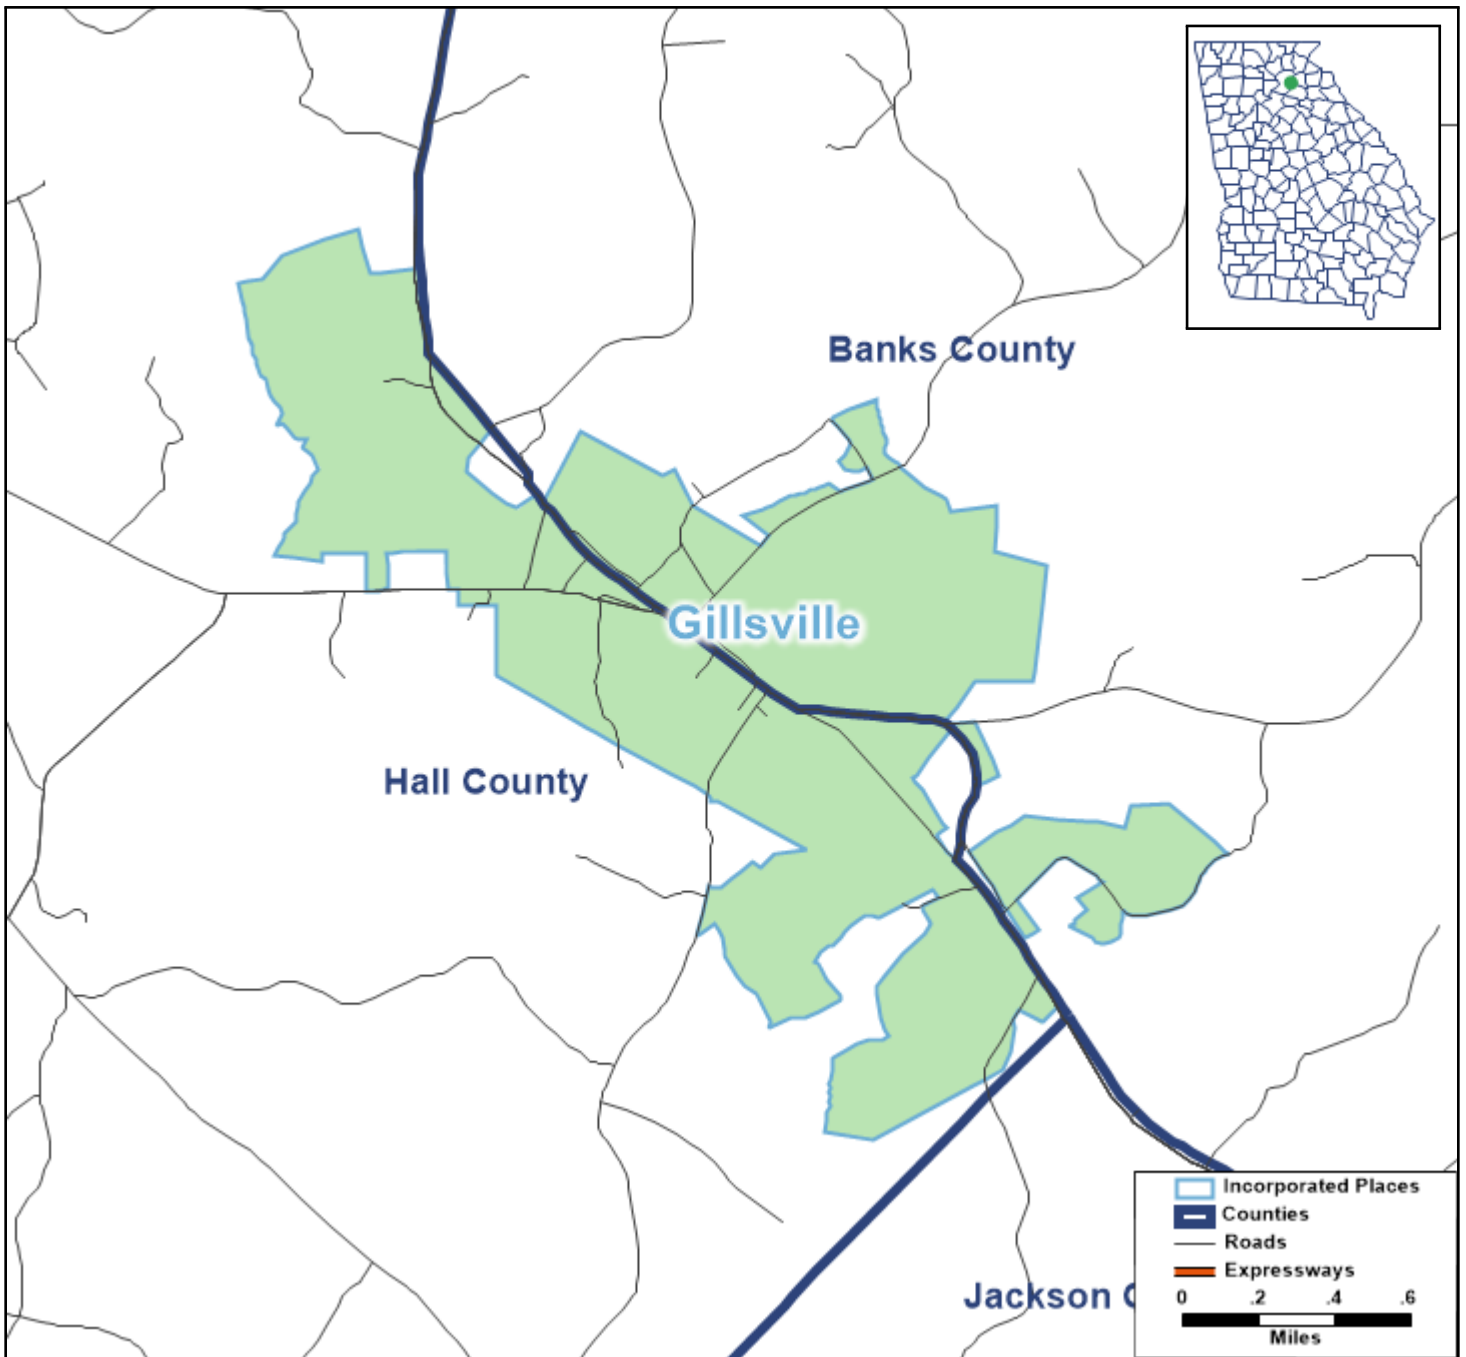 Banks County
Gillsville
Hall County
Jackson C
Incorporated Places
Counties
Roads
Expressways
0 .2 .4 .6
Miles